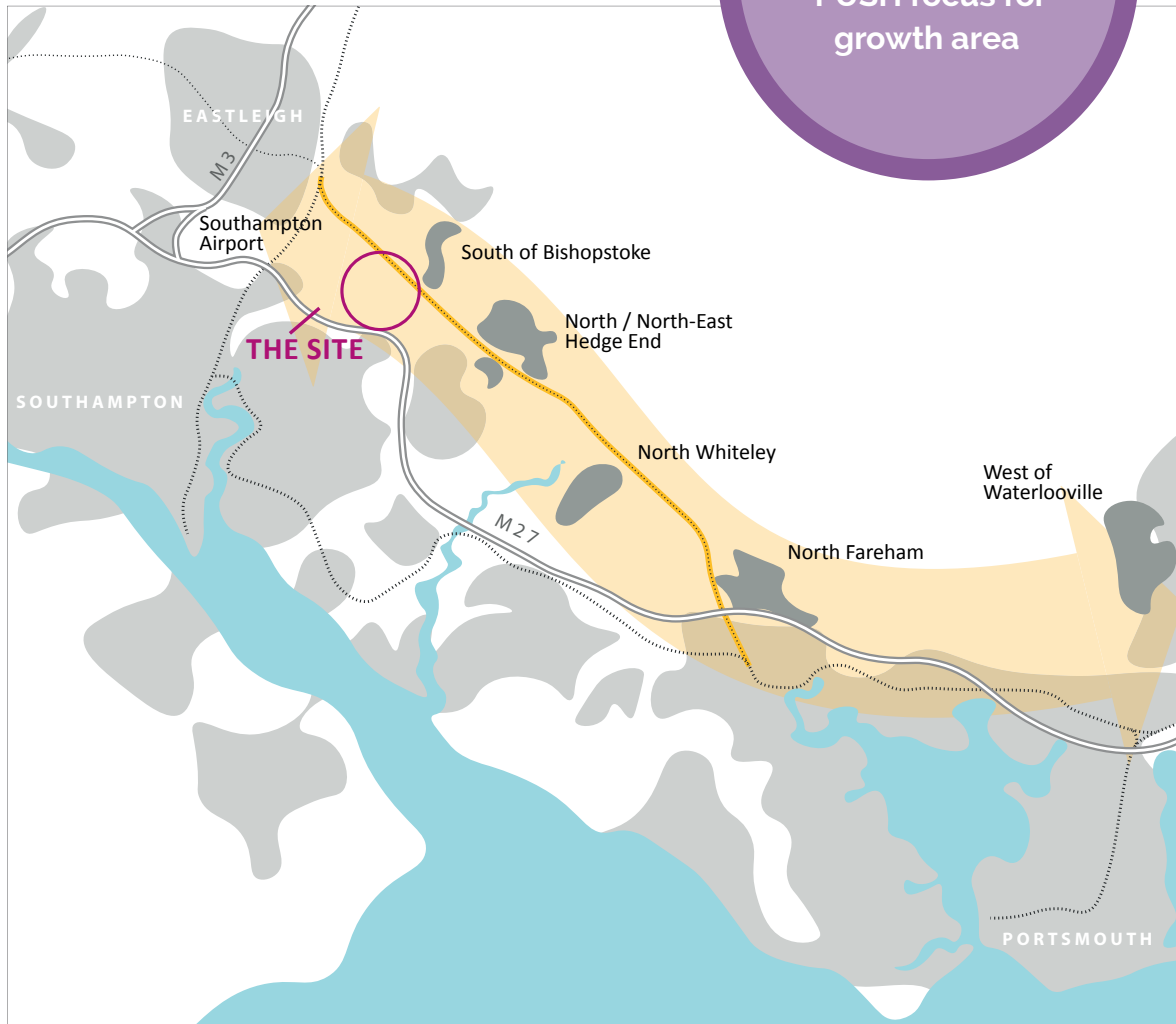 growth area
EASTLEIGH
M3
Southampton
Airport
South of Bishopstoke
North / North-East
Hedge End
THE SITE
SOUTHAMPTON
North Whiteley
West of
Waterlooville
M27
North Fareham
PORTSMOUTH